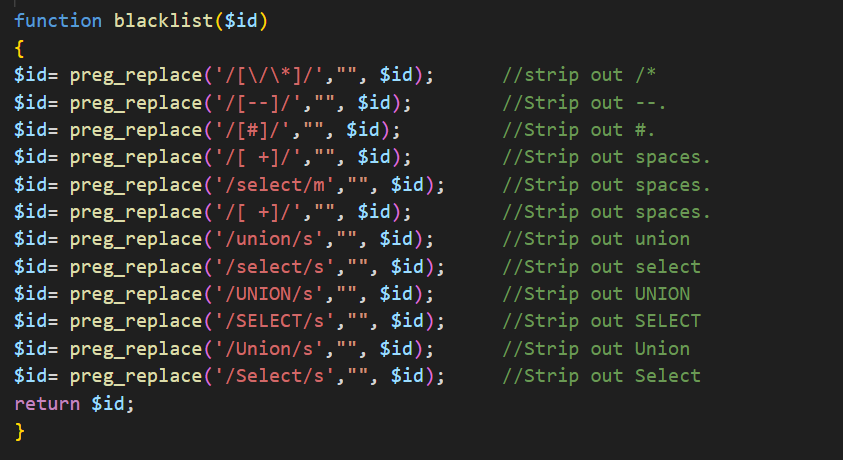 function blacklist($id)
{
$id= preg_replace('/[\/\*]/',"", $id);      //strip out /*
$id= preg_replace('/[--]/',"", $id);        //Strip out --.
$id= preg_replace('/[#]/',"", $id);         //Strip out #.
$id= preg_replace('/[ +]/',"", $id);        //Strip out spaces.
$id= preg_replace('/select/m',"", $id);     //Strip out spaces.
$id= preg_replace('/[ +]/',"", $id);        //Strip out spaces.
$id= preg_replace('/union/s',"", $id);      //Strip out union
$id= preg_replace('/select/s',"", $id);     //Strip out select
$id= preg_replace('/UNION/s',"", $id);      //Strip out UNION
$id= preg_replace('/SELECT/s',"", $id);     //Strip out SELECT
$id= preg_replace('/Union/s',"", $id);      //Strip out Union
$id= preg_replace('/Select/s',"", $id);     //Strip out Select
return $id;
}